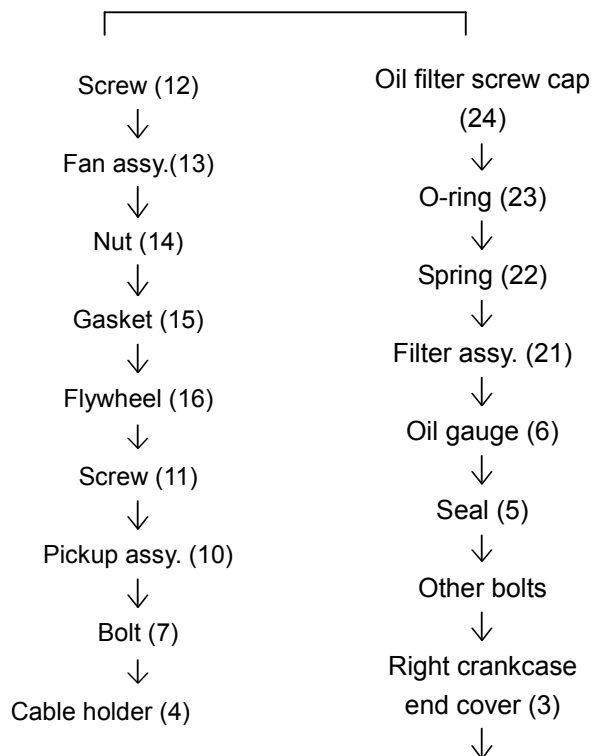 Screw (12)
Fan assy.(13)
Nut (14)
Gasket (15)
Flywheel (16)
Screw (11)
Pickup assy. (10)
Bolt (7)
Cable holder (4)
Oil filter screw cap
(24)
O-ring (23)
Spring (22)
Filter assy. (21)
Oil gauge (6)
Seal (5)
Other bolts
Right crankcase
end cover (3)